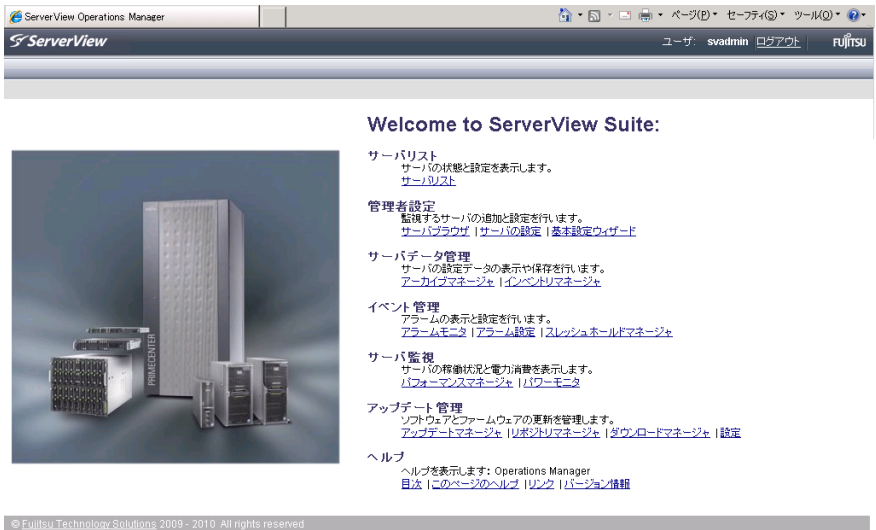 ServerView Operations Manager
ページ(P) セーフティ(S) ツール(O)
ServerView
ユーザ: svadmin ログアウト FUJITSU
Welcome to ServerView Suite:
サーバリスト
サーバの状態と設定を表示します。
サーバリスト
管理者設定
監視するサーバの追加と設定を行います。
サーバブラウザ | サーバの設定 | 基本設定ウィザード
サーバデータ管理
サーバの設定データの表示や保存を行います。
アーカイブマネージャ | インベントリマネージャ
イベント管理
アラームの表示と設定を行います。
アラームモニタ | アラーム設定 | スレッシュホールドマネージャ
サーバ監視
サーバの稼働状況と電力消費を表示します。
パフォーマンスマネージャ | パワーモニタ
アップデート管理
ソフトウェアとファームウェアの更新を管理します。
アップデートマネージャ | リポジトリマネージャ | ダウンロードマネージャ | 設定
ヘルプ
ヘルプを表示します: Operations Manager
目次 | このページのヘルプ | リンク | バージョン情報
PRIMECENTER
© Fujitsu Technology Solutions 2009 - 2010 All rights reserved